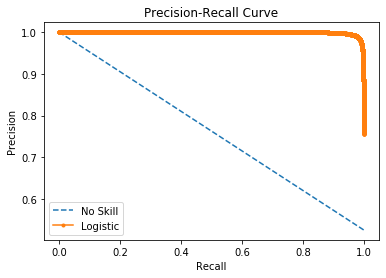 Precision-Recall Curve
Precision
1.0
0.9
0.8
0.7
0.6
No Skill
Logistic
0.0 0.2 0.4 0.6 0.8 1.0
Recall